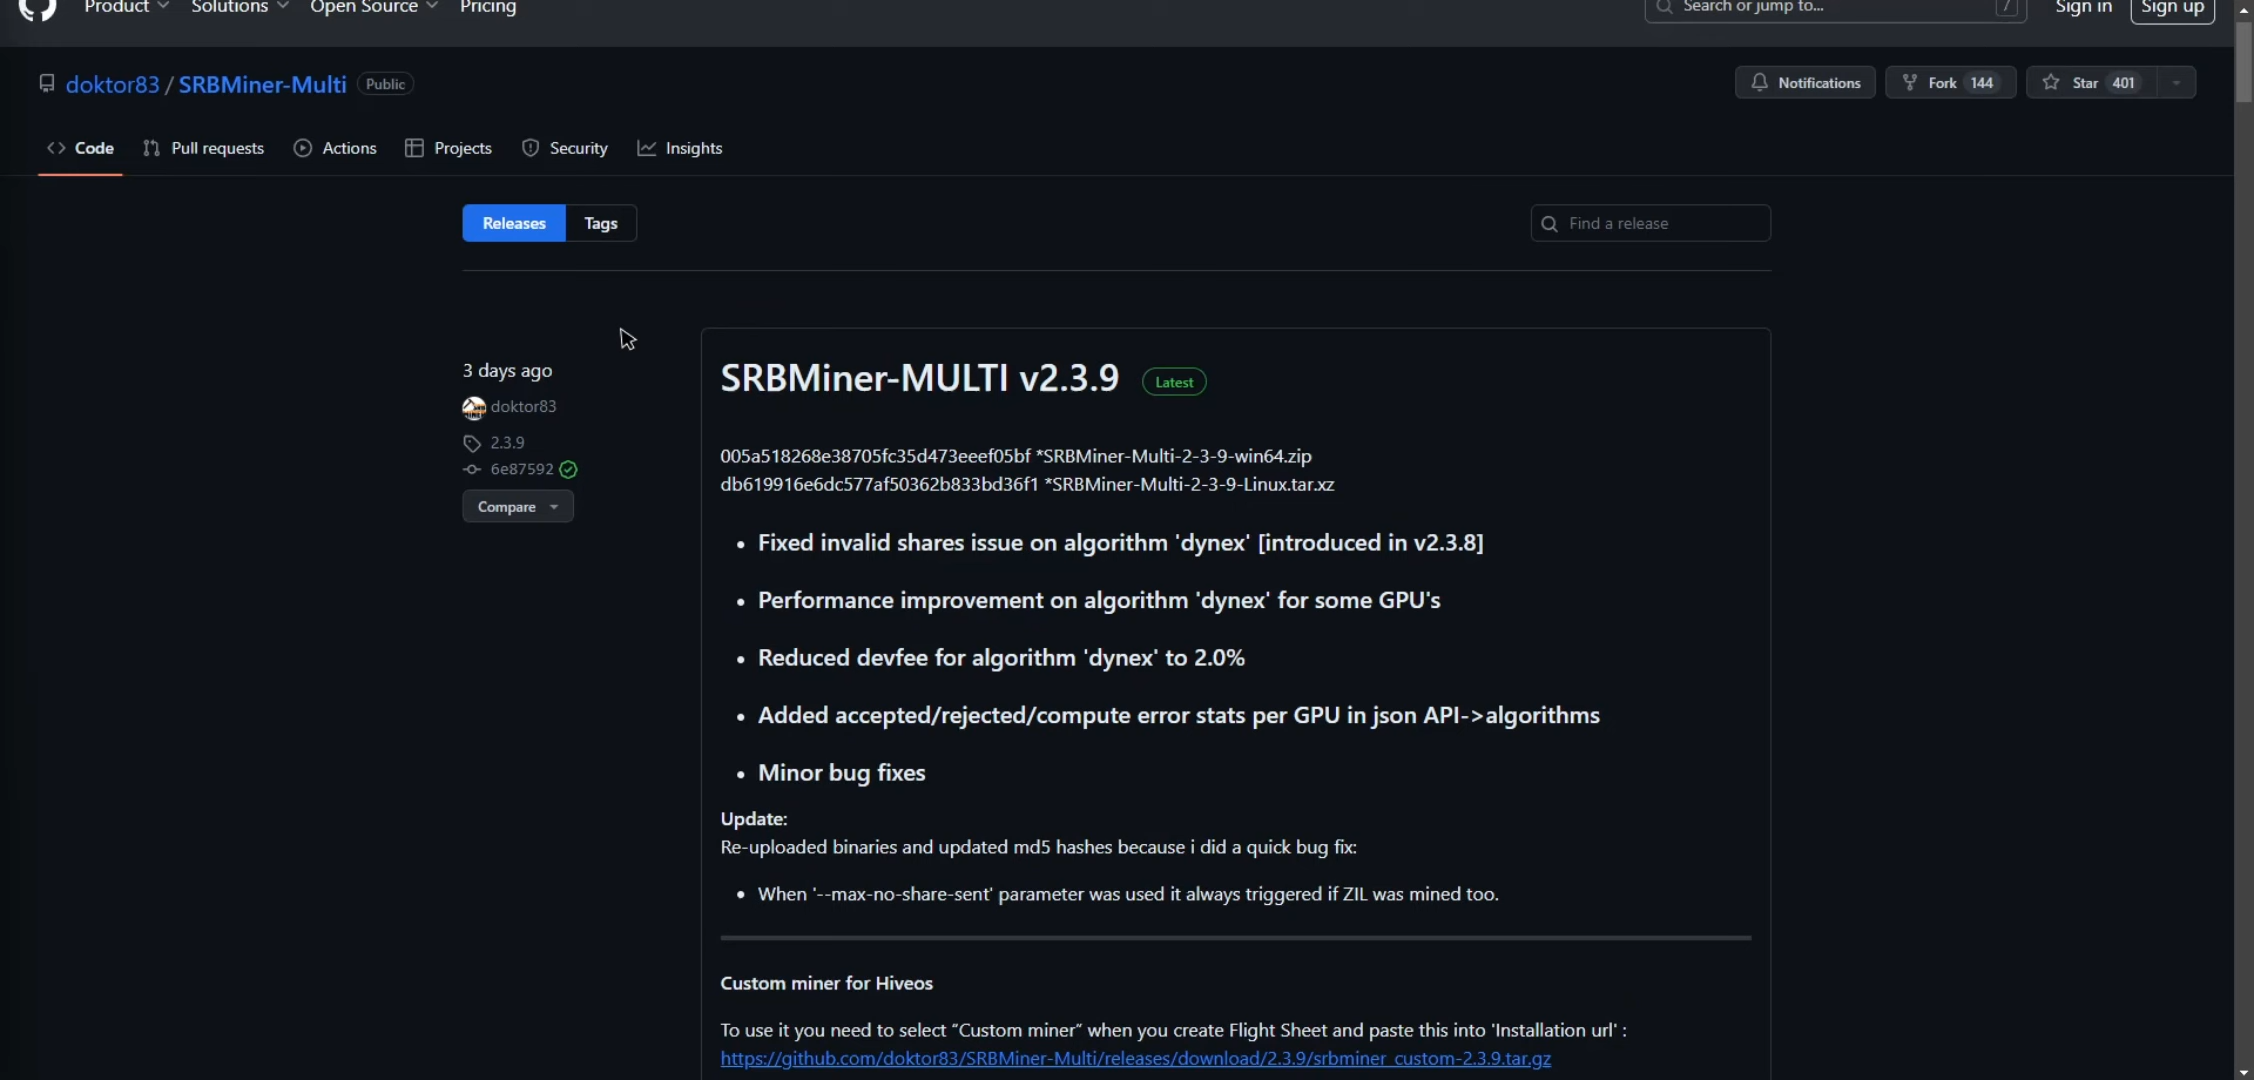 Product Solutions Open Source Pricing Search or jump to... / Sign in Sign up
doktor83 / SRBMiner-Multi Public Notifications Fork 144 Star 401
Code Pull requests Actions Projects Security Insights
Releases Tags Find a release
3 days ago
doktor83
2.3.9
6e87592
Compare
SRBMiner-MULTI v2.3.9 Latest
005a518268e38705fc35d473eeef05bf *SRBMiner-Multi-2-3-9-win64.zip
db619916e6dc577af50362b833bd36f1 *SRBMiner-Multi-2-3-9-Linux.tar.xz
• Fixed invalid shares issue on algorithm 'dynex' [introduced in v2.3.8]
• Performance improvement on algorithm 'dynex' for some GPU's
• Reduced devfee for algorithm 'dynex' to 2.0%
• Added accepted/rejected/compute error stats per GPU in json API->algorithms
• Minor bug fixes
Update:
Re-uploaded binaries and updated md5 hashes because i did a quick bug fix:
• When '--max-no-share-sent' parameter was used it always triggered if ZIL was mined too.
Custom miner for Hiveos
To use it you need to select “Custom miner” when you create Flight Sheet and paste this into 'Installation url' :
https://github.com/doktor83/SRBMiner-Multi/releases/download/2.3.9/srbminer_custom-2.3.9.tar.gz